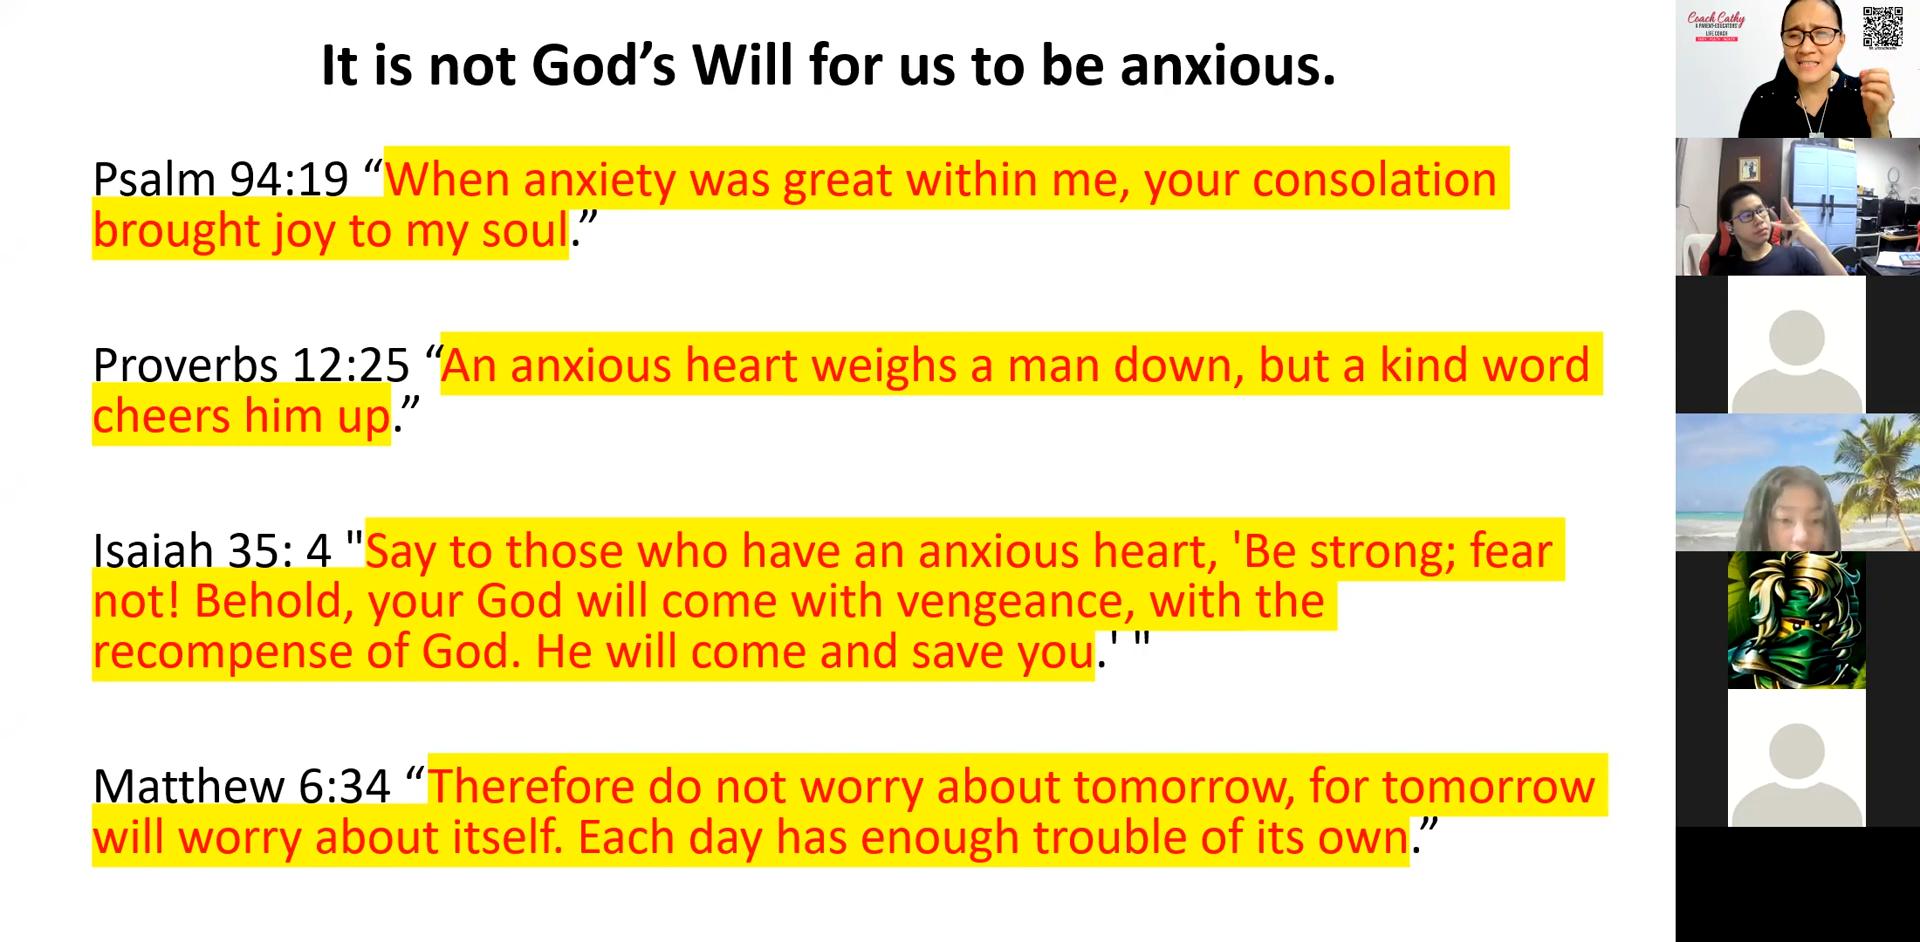 It is not God’s Will for us to be anxious.
Psalm 94:19 “When anxiety was great within me, your consolation
brought joy to my soul.”
Proverbs 12:25 “An anxious heart weighs a man down, but a kind word
cheers him up.”
Isaiah 35: 4 "Say to those who have an anxious heart, 'Be strong; fear
not! Behold, your God will come with vengeance, with the
recompense of God. He will come and save you.' "
Matthew 6:34 “Therefore do not worry about tomorrow, for tomorrow
will worry about itself. Each day has enough trouble of its own.”
Coach Cathy
A PARENT-EDUCATORS'
LIFE COACH